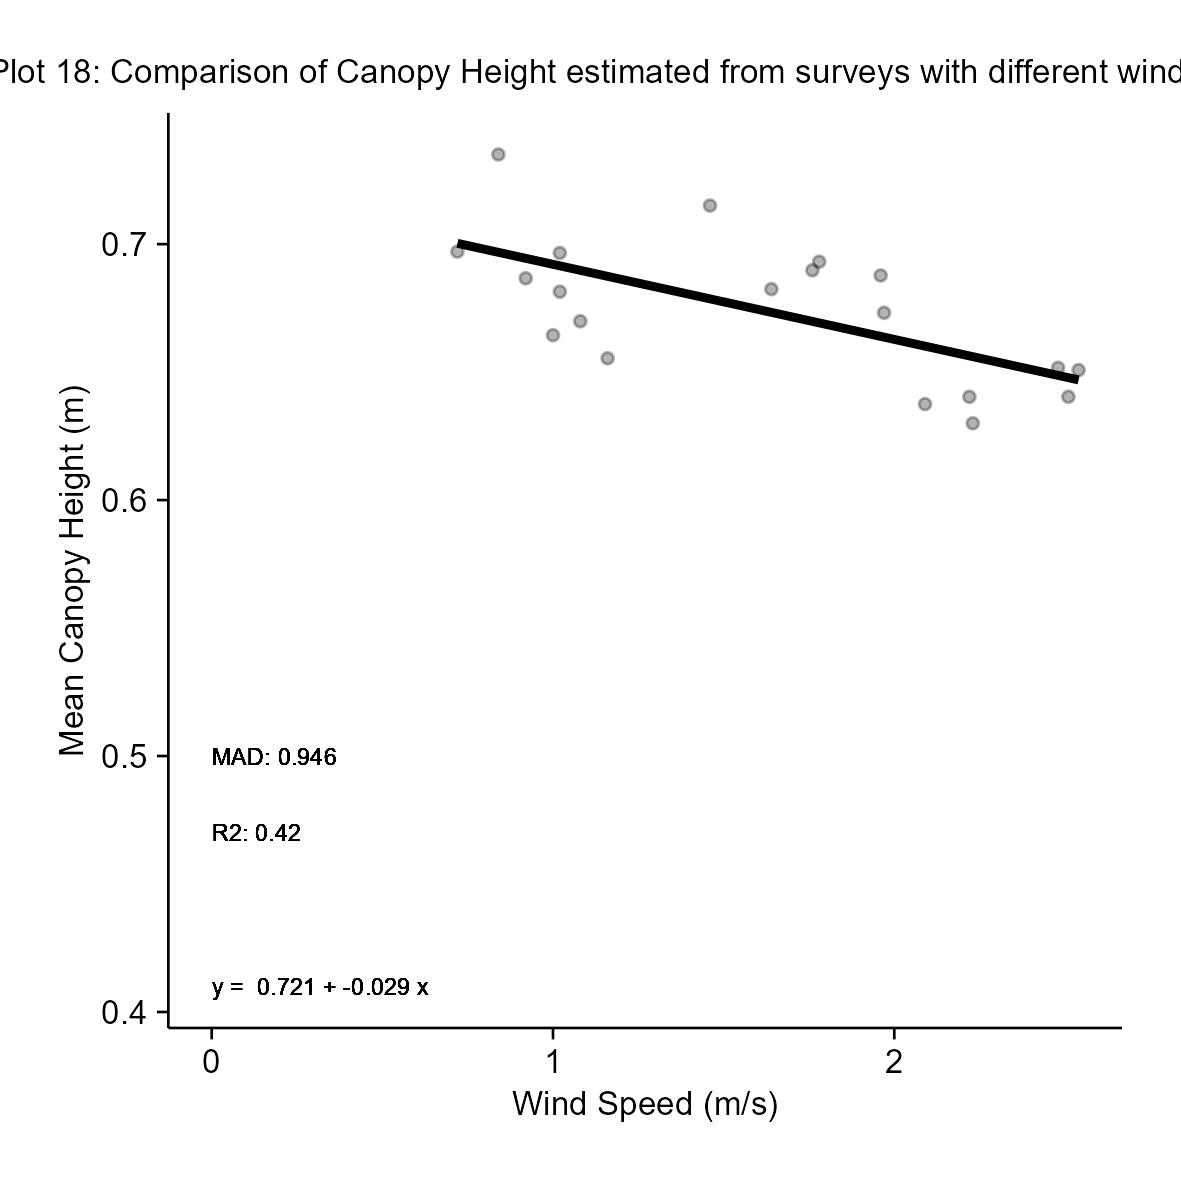 Plot 18: Comparison of Canopy Height estimated from surveys with different wind
0.7
0.6
0.5
0.4
Mean Canopy Height (m)
MAD: 0.946
R2: 0.42
y =  0.721 + -0.029 x
0 1 2
Wind Speed (m/s)